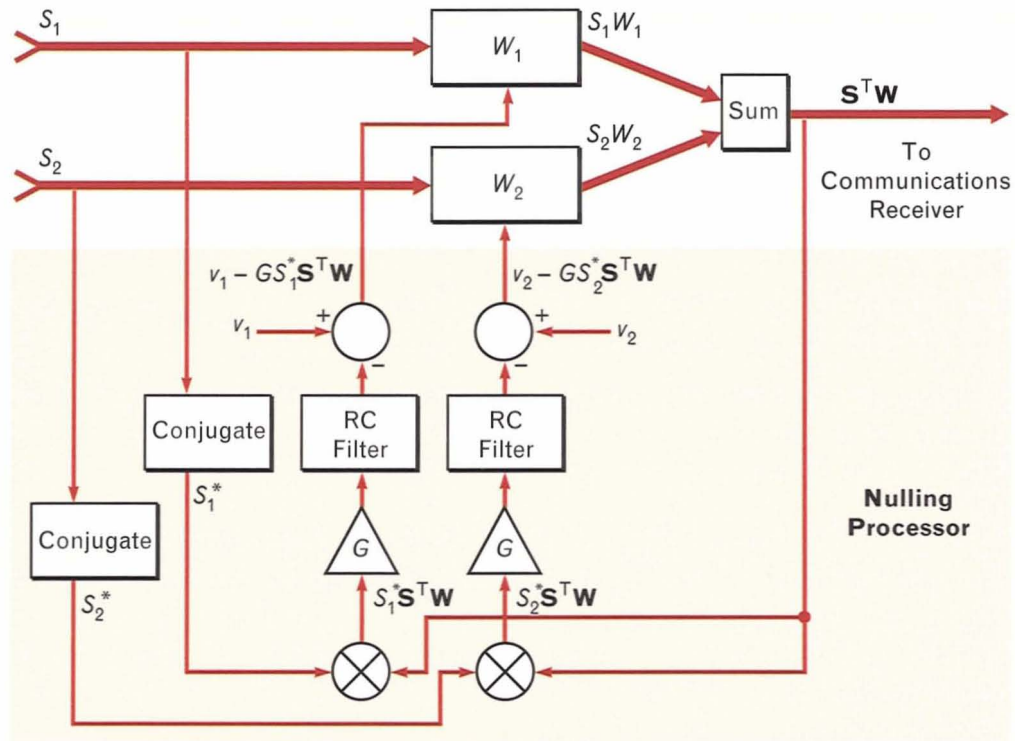 S₁
W₁
S₁W₁
Sum
SᵀW
To
Communications
Receiver
S₂
W₂
S₂W₂
v₁ – GS₁*SᵀW
v₂ – GS₂*SᵀW
v₁
+
–
+
v₂
–
Conjugate
RC
Filter
RC
Filter
S₁*
Nulling
Processor
Conjugate
G
G
S₂*
S₁*SᵀW
S₂*SᵀW